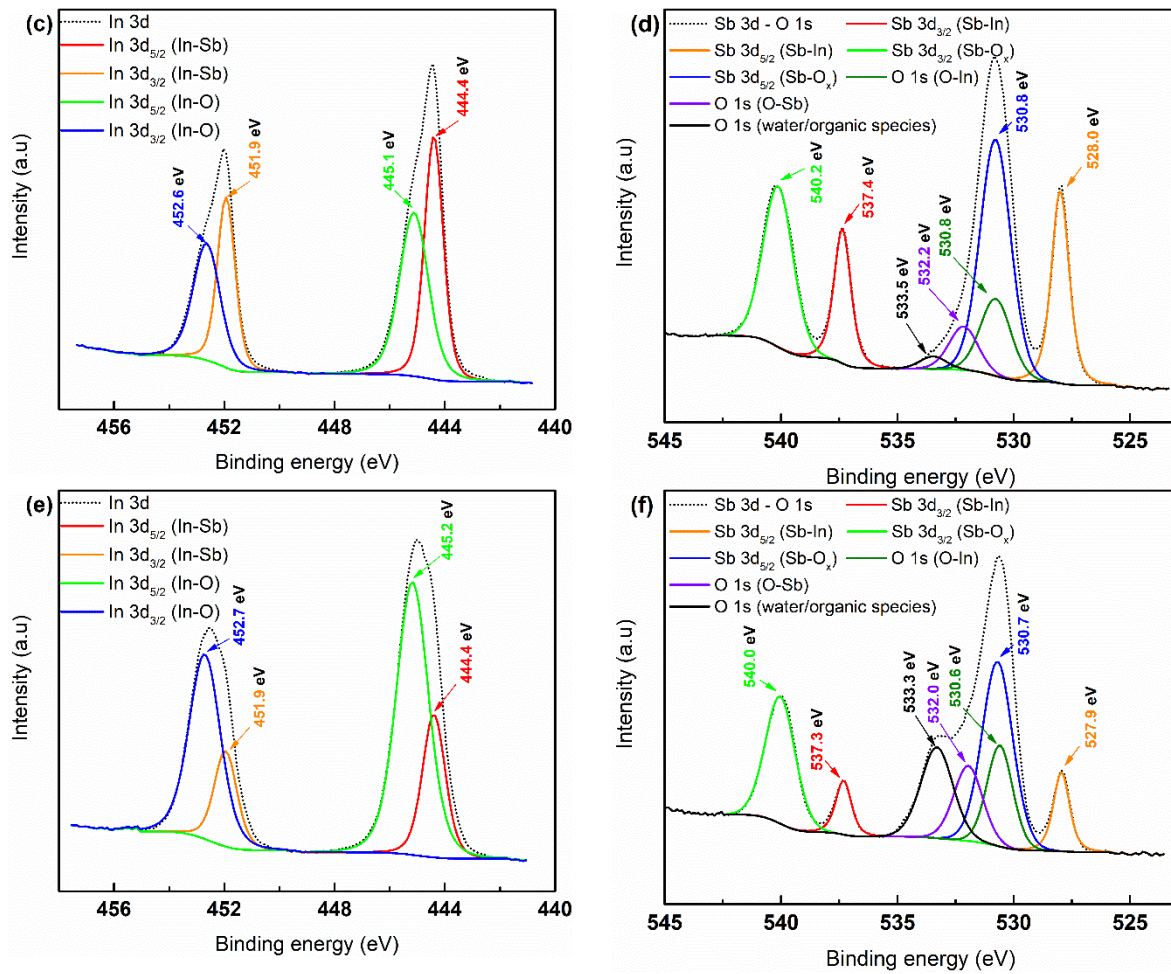 (c)
In 3d
In 3d5/2 (In-Sb)
In 3d3/2 (In-Sb)
In 3d5/2 (In-O)
In 3d3/2 (In-O)
452.6 eV
451.9 eV
445.1 eV
444.4 eV
Intensity (a.u)
456 452 448 444 440
Binding energy (eV)
(d)
Sb 3d - O 1s
Sb 3d3/2 (Sb-In)
Sb 3d5/2 (Sb-In)
Sb 3d3/2 (Sb-Ox)
Sb 3d5/2 (Sb-Ox)
O 1s (O-In)
O 1s (O-Sb)
O 1s (water/organic species)
540.2 eV
537.4 eV
533.5 eV
532.2 eV
530.8 eV
530.8 eV
528.0 eV
Intensity (a.u)
545 540 535 530 525
Binding energy (eV)
(e)
In 3d
In 3d5/2 (In-Sb)
In 3d3/2 (In-Sb)
In 3d5/2 (In-O)
In 3d3/2 (In-O)
452.7 eV
451.9 eV
445.2 eV
444.4 eV
Intensity (a.u)
456 452 448 444 440
Binding energy (eV)
(f)
Sb 3d - O 1s
Sb 3d3/2 (Sb-In)
Sb 3d5/2 (Sb-In)
Sb 3d3/2 (Sb-Ox)
Sb 3d5/2 (Sb-Ox)
O 1s (O-In)
O 1s (O-Sb)
O 1s (water/organic species)
540.0 eV
537.3 eV
533.3 eV
532.0 eV
530.6 eV
530.7 eV
527.9 eV
Intensity (a.u)
545 540 535 530 525
Binding energy (eV)